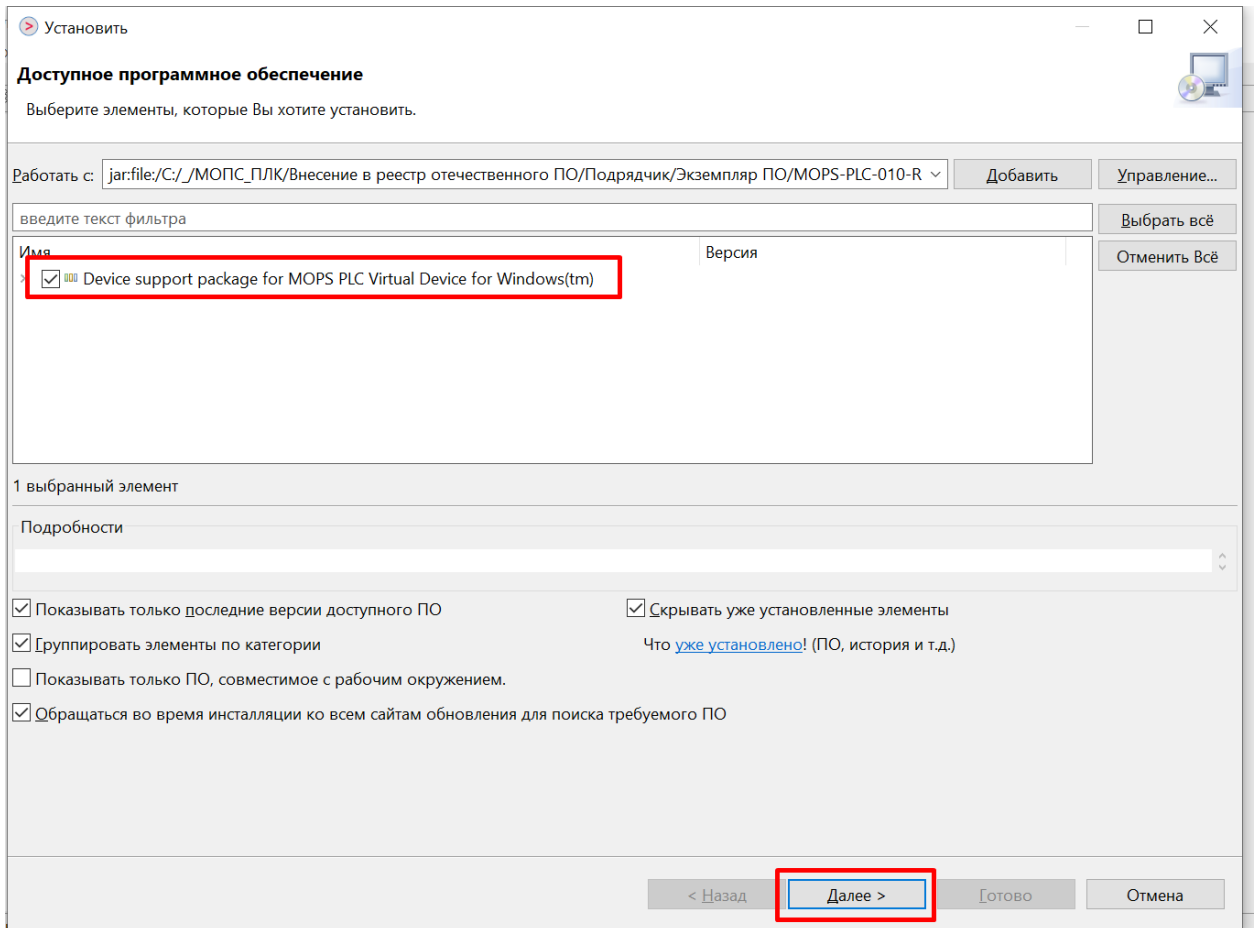 Установить
Доступное программное обеспечение
Выберите элементы, которые Вы хотите установить.
Работать с: jar:file:/C:/_/МОПС_ПЛК/Внесение в реестр отечественного ПО/Подрядчик/Экземпляр ПО/MOPS-PLC-010-R Добавить Управление...
введите текст фильтра Выбрать всё
Имя Версия Отменить Всё
Device support package for MOPS PLC Virtual Device for Windows(tm)
1 выбранный элемент
Подробности
Показывать только последние версии доступного ПО Скрывать уже установленные элементы
Группировать элементы по категории Что уже установлено! (ПО, история и т.д.)
Показывать только ПО, совместимое с рабочим окружением.
Обращаться во время инсталляции ко всем сайтам обновления для поиска требуемого ПО
< Назад Далее > Готово Отмена